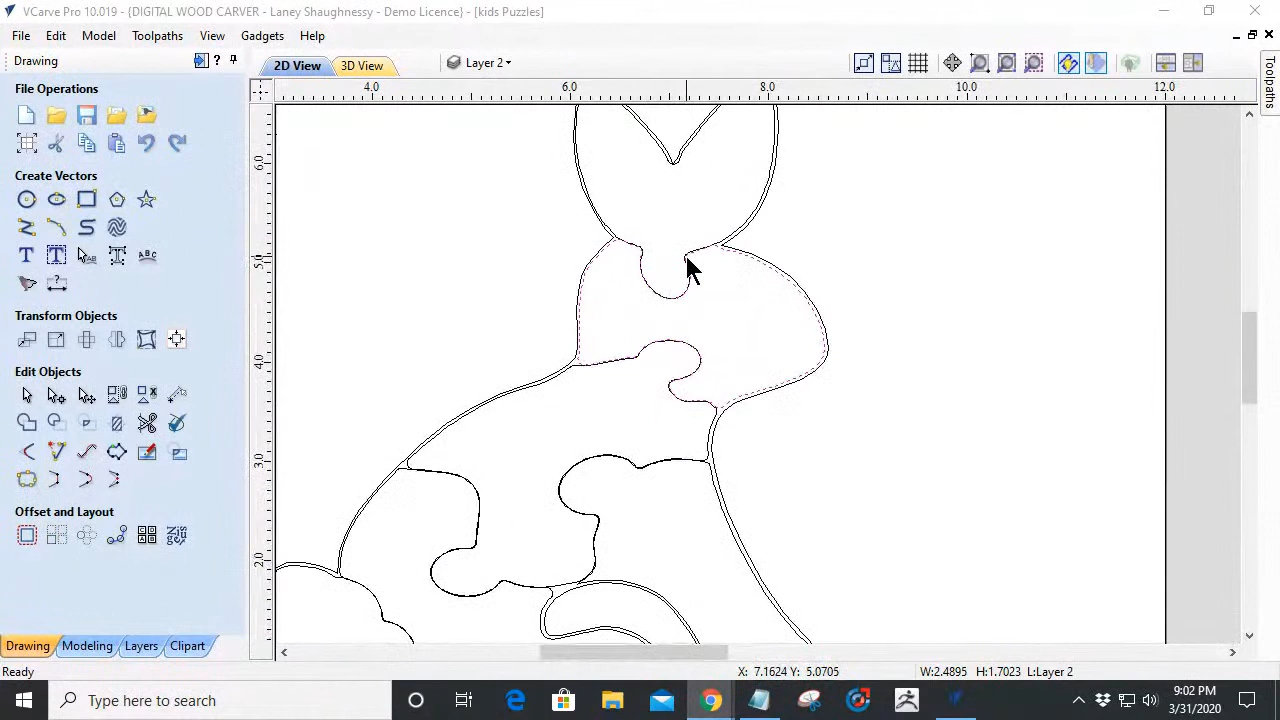 VCarve Pro 10.019 - {DIGITAL WOOD CARVER - Laney Shaughnessy - Demo Licence} - [kids Puzzles]
File Edit Model Toolpaths View Gadgets Help
Drawing
2D View 3D View Layer 2
Toolpaths
File Operations
4.0 6.0 8.0 10.0 12.0
6.0
5.0
4.0
3.0
2.0
Create Vectors
Transform Objects
Edit Objects
Offset and Layout
Drawing Modeling Layers Clipart
Ready X: 7.1624 Y: 5.0705 W:2.4895 H:1.7023 L:Layer 2
Type here to search
9:02 PM
3/31/2020